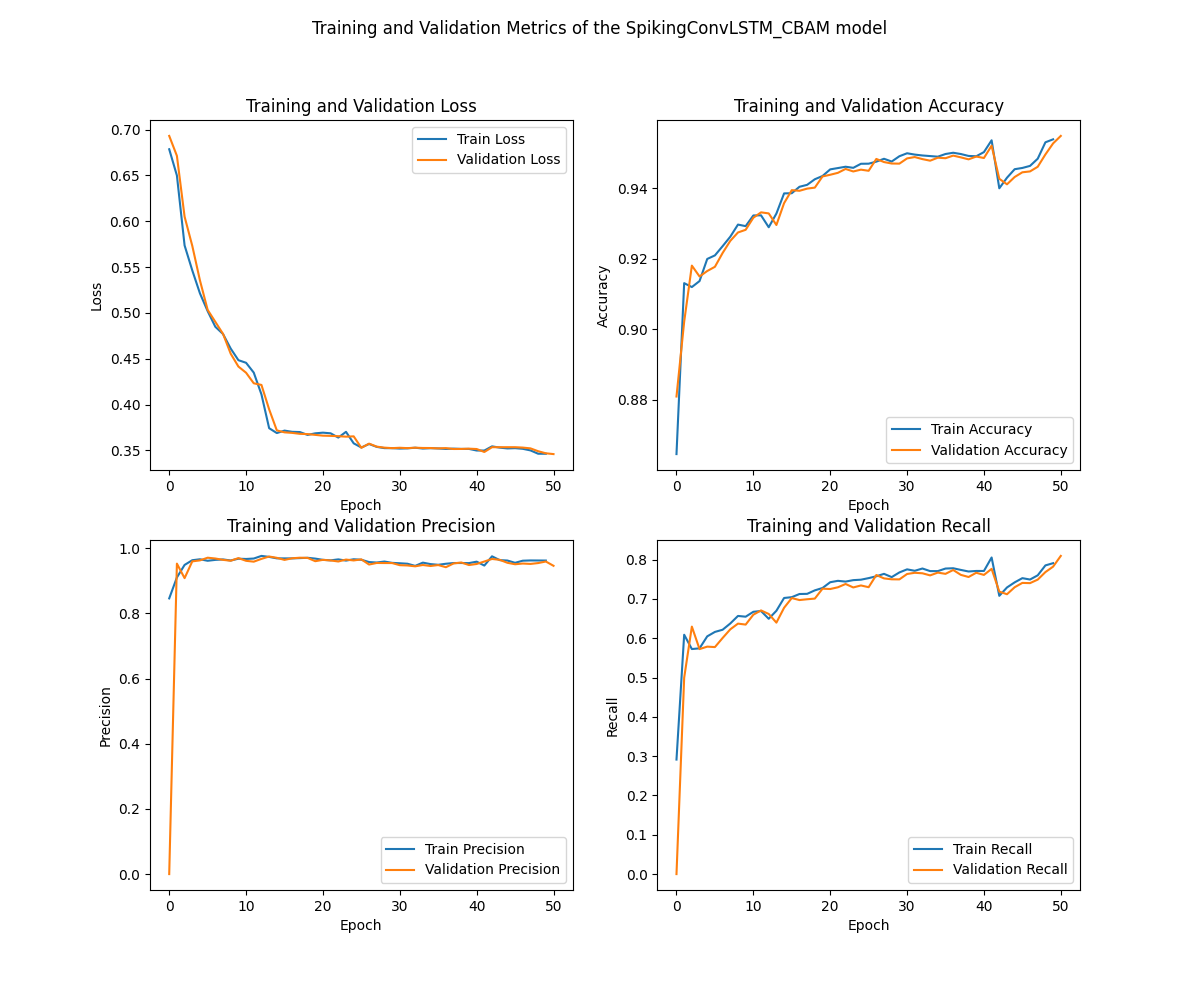 Training and Validation Metrics of the SpikingConvLSTM_CBAM model
Training and Validation Loss
0.70
0.65
0.60
0.55
0.50
0.45
0.40
0.35
Loss
Train Loss
Validation Loss
0 10 20 30 40 50
Epoch
Training and Validation Accuracy
0.94
0.92
0.90
0.88
Accuracy
Train Accuracy
Validation Accuracy
0 10 20 30 40 50
Epoch
Training and Validation Precision
1.0
0.8
0.6
0.4
0.2
0.0
Precision
Train Precision
Validation Precision
0 10 20 30 40 50
Epoch
Training and Validation Recall
0.8
0.7
0.6
0.5
0.4
0.3
0.2
0.1
0.0
Recall
Train Recall
Validation Recall
0 10 20 30 40 50
Epoch